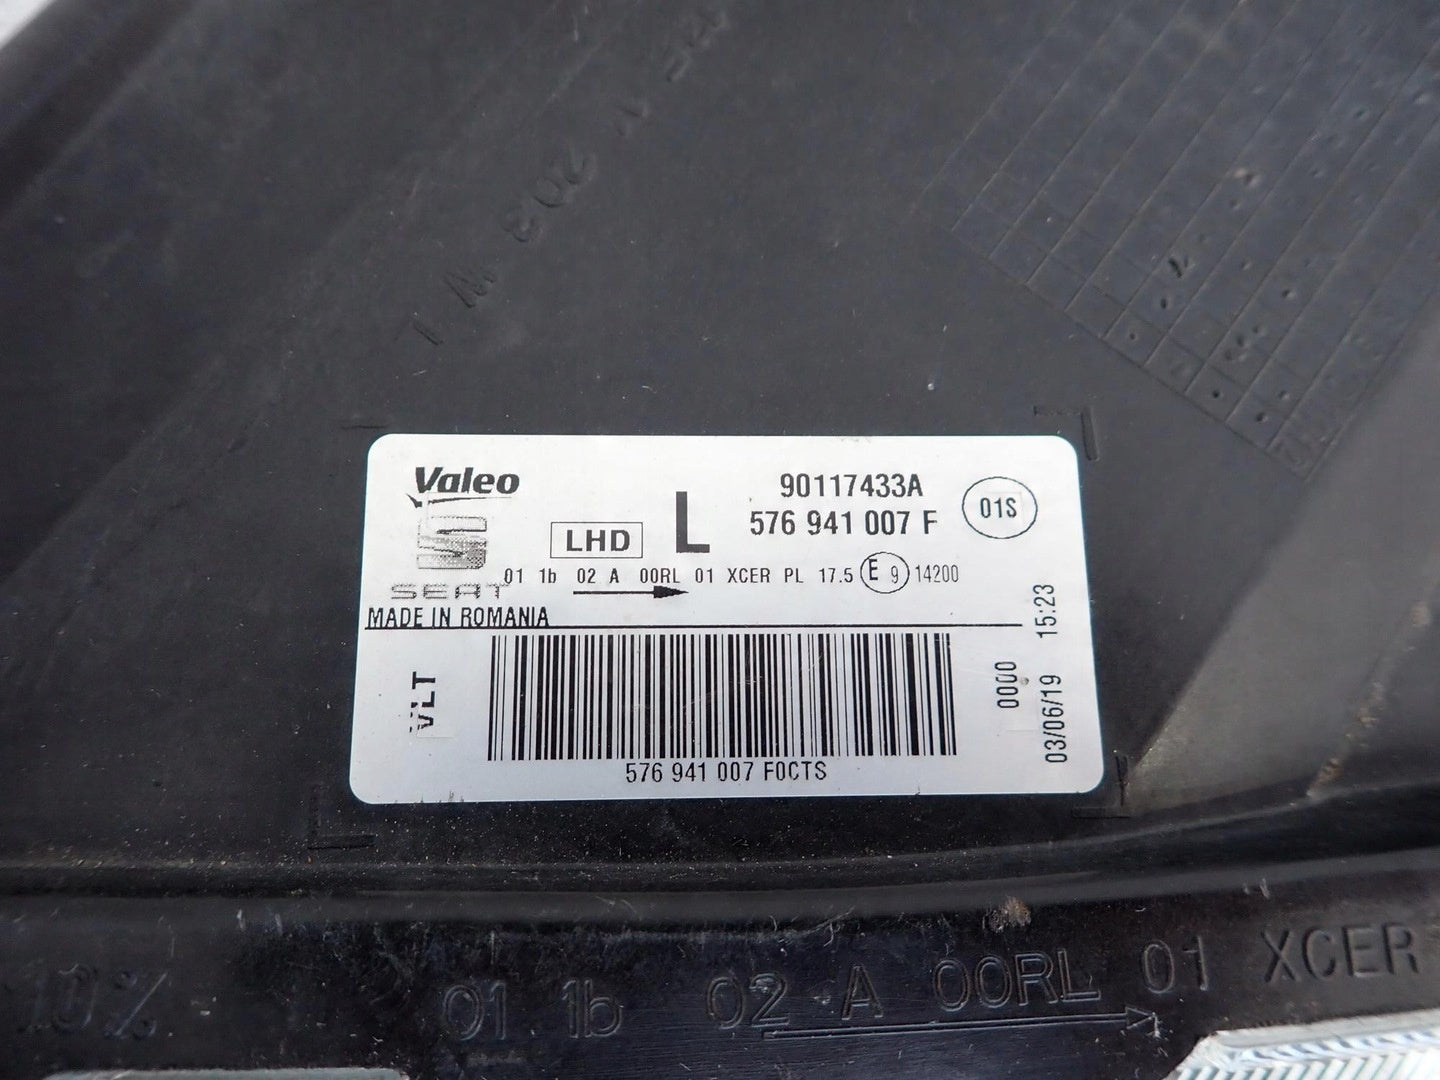 Valeo
SEAT
LHD
L
90117433A
576 941 007 F
01S
01 1b 02 A 00RL 01 XCER PL 17.5 E 9 14200
MADE IN ROMANIA
VLT
576 941 007 F0CTS
0000
03/06/19 15:23
10%
01 1b 02 A 00RL 01 XCER